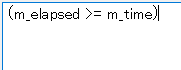 (m_elapsed >= m_time)